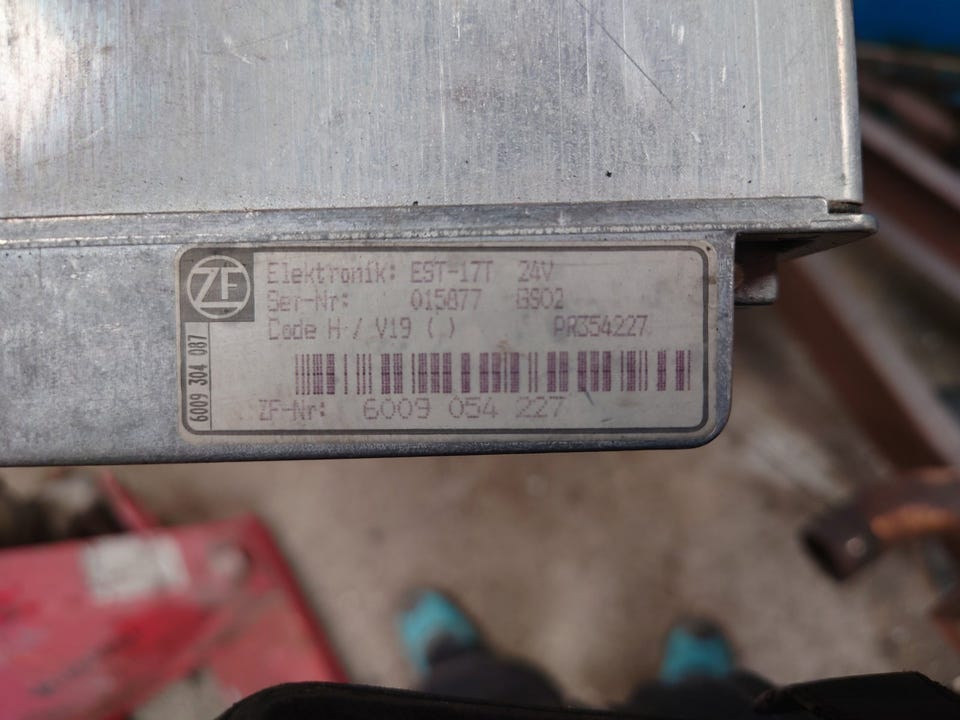 ZF
Elektronik: EST-17T 24V
Ser-Nr: 015877 GS02
Code H / V19 (.) PR354227
ZF-Nr: 6009 054 227
6009 304 087